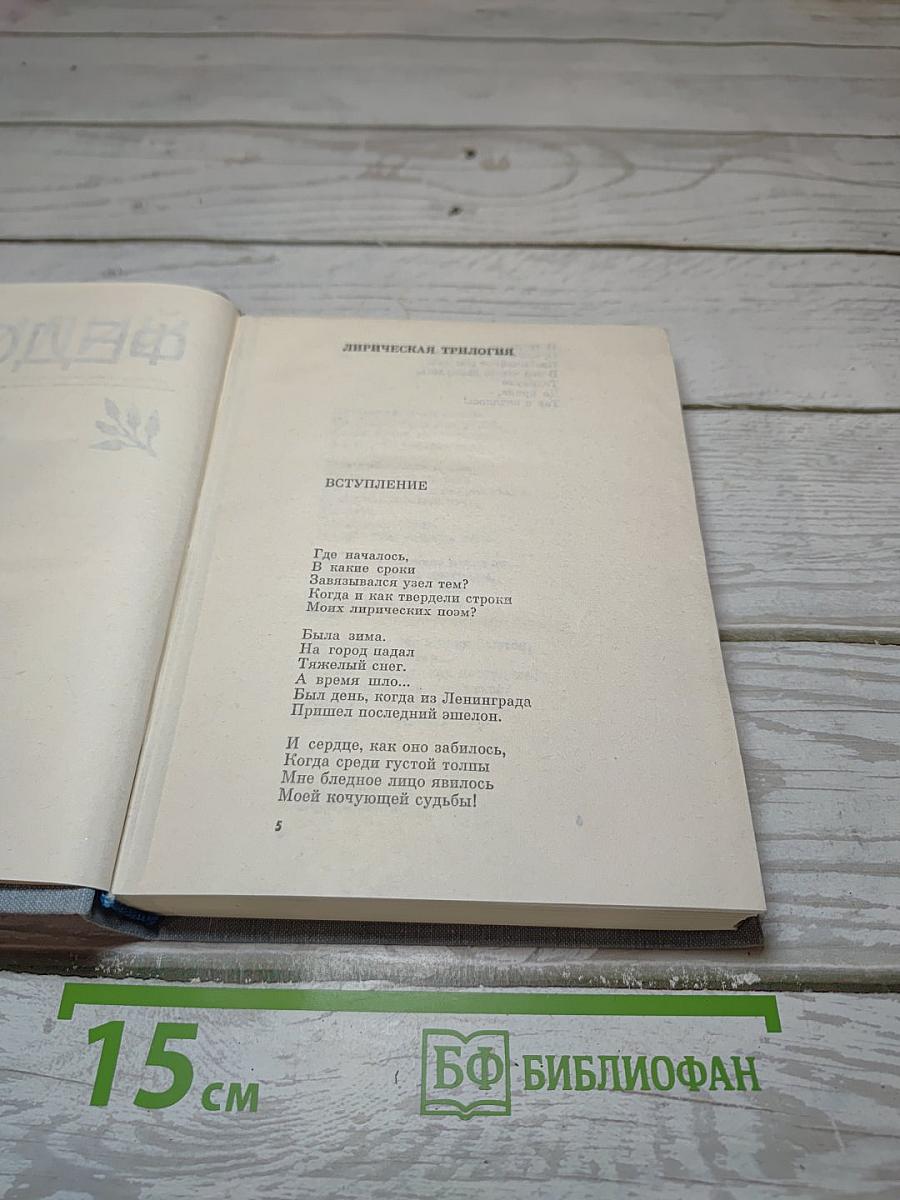 ЛИРИЧЕСКАЯ ТРИЛОГИЯ
ВСТУПЛЕНИЕ
Где началось,
В какие сроки
Завязывался узел тем?
Когда и как твердели строки
Моих лирических поэм?
Была зима.
На город падал
Тяжелый снег.
А время шло...
Был день, когда из Ленинграда
Пришел последний эшелон.
И сердце, как оно забилось,
Когда среди густой толпы
Мне бледное лицо явилось
Моей кочующей судьбы!
5
15 см
БФ БИБЛИОФАН